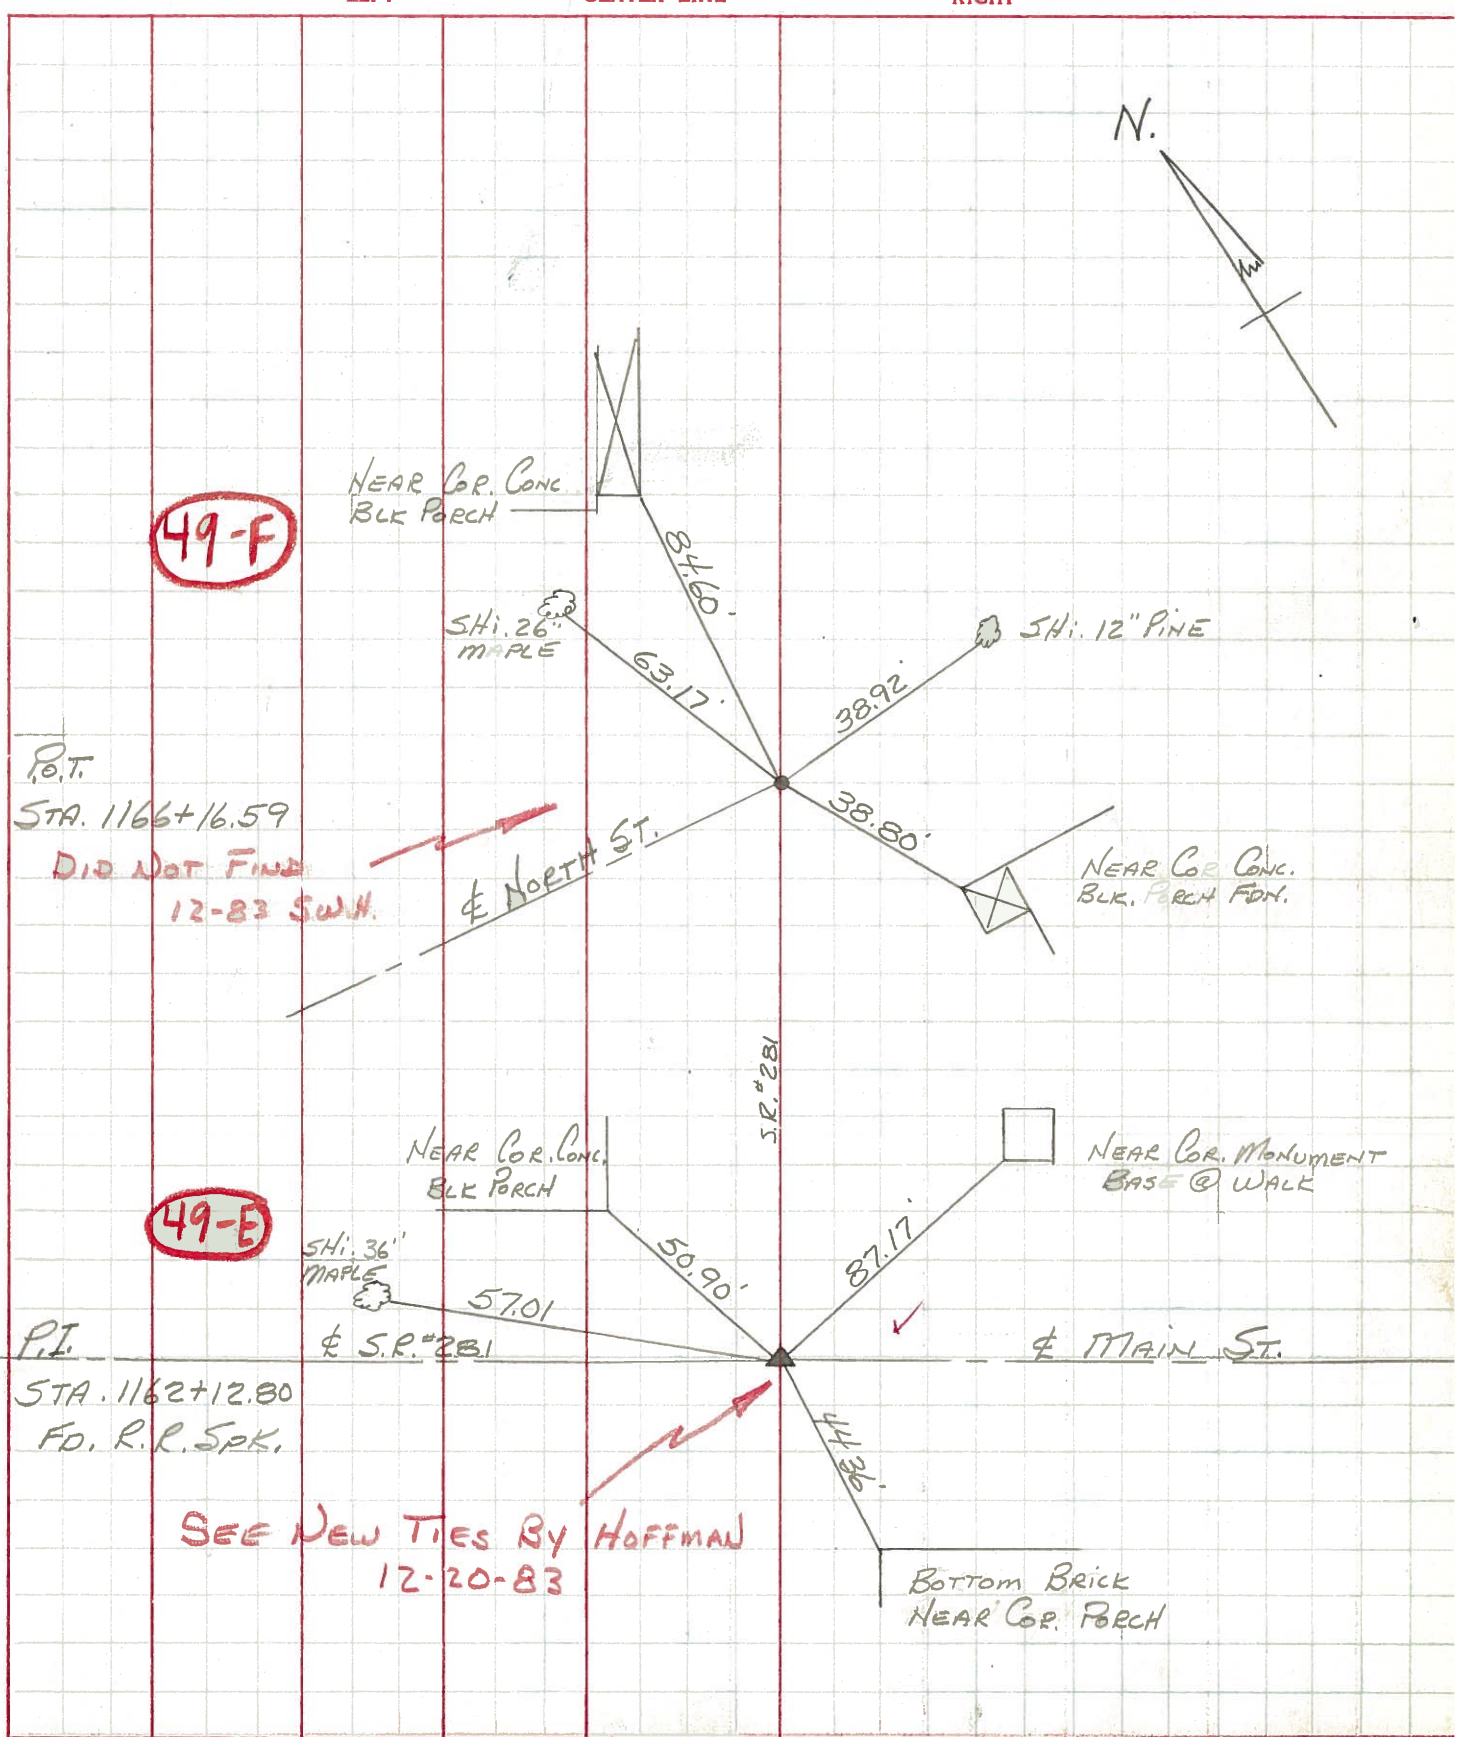 N.
NEAR COR. CONC
BLK PORCH
49-F
84.60'
SHI. 26"
MAPLE
SHI. 12" PINE
63.17'
38.92'
P.O.T.
STA. 1166+16.59
38.80'
DID NOT FIND
12-83 S.W.H.
℄ NORTH ST.
NEAR COR CONC.
BLK. PORCH FDN.
S.R. #281
NEAR COR. CONC.
BLK PORCH
NEAR COR. MONUMENT
BASE @ WALK
49-E
SHI. 36"
MAPLE
50.90'
87.17'
57.01
P.I.
℄ S.R. #281
℄ MAIN ST.
STA. 1162+12.80
FD. R.R. SPK.
44.36'
SEE NEW TIES BY HOFFMAN
12-20-83
BOTTOM BRICK
NEAR COR. PORCH